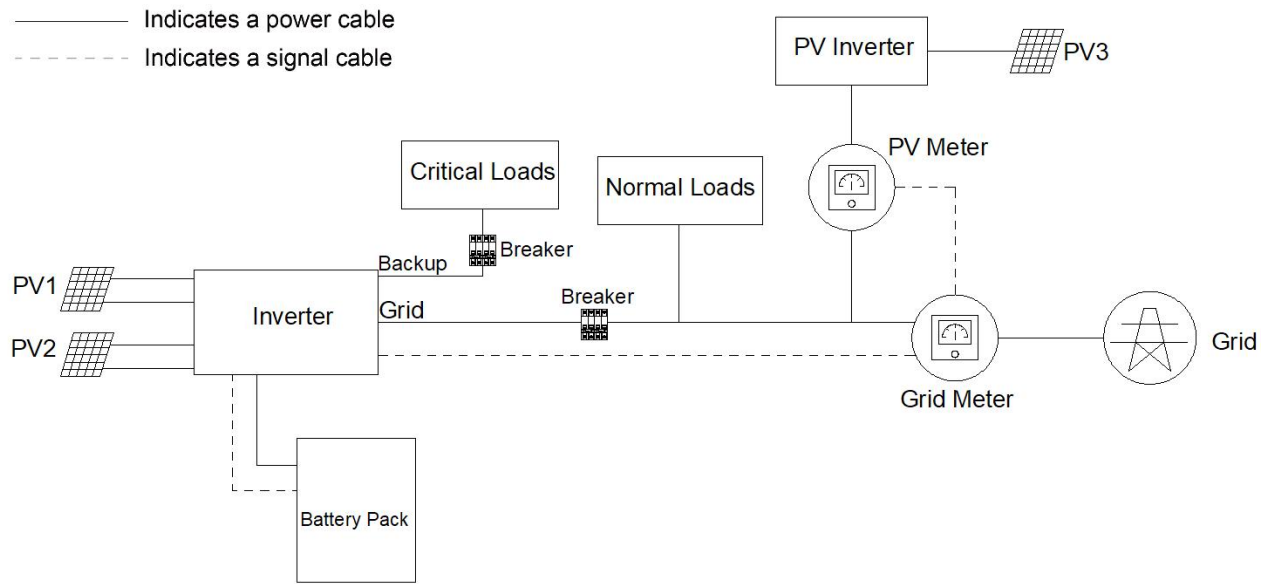 Indicates a power cable
Indicates a signal cable
PV Inverter
PV3
PV Meter
Critical Loads
Normal Loads
Breaker
Backup
PV1
Inverter
Grid
Breaker
PV2
Grid
Grid Meter
Battery Pack